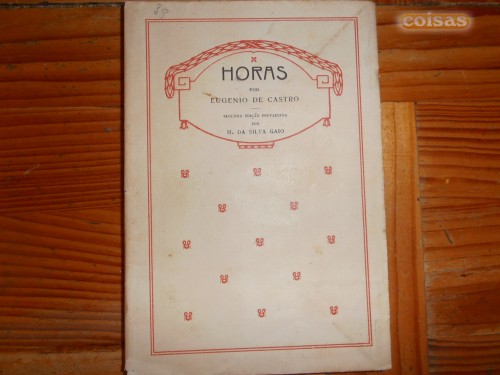 coisas
HORAS
POR
EUGENIO DE CASTRO
SEGUNDA EDIÇÃO PREFACIADA
POR
M. DA SILVA GAIO